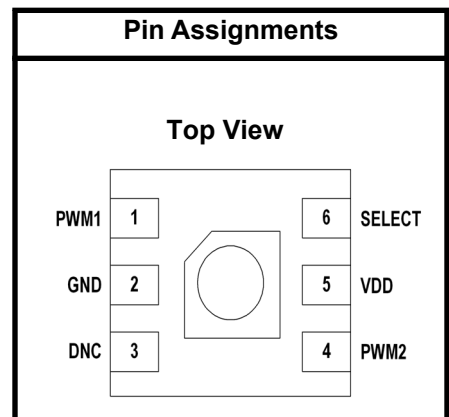 Pin Assignments
Top View
PWM1 1 6 SELECT
GND 2 5 VDD
DNC 3 4 PWM2